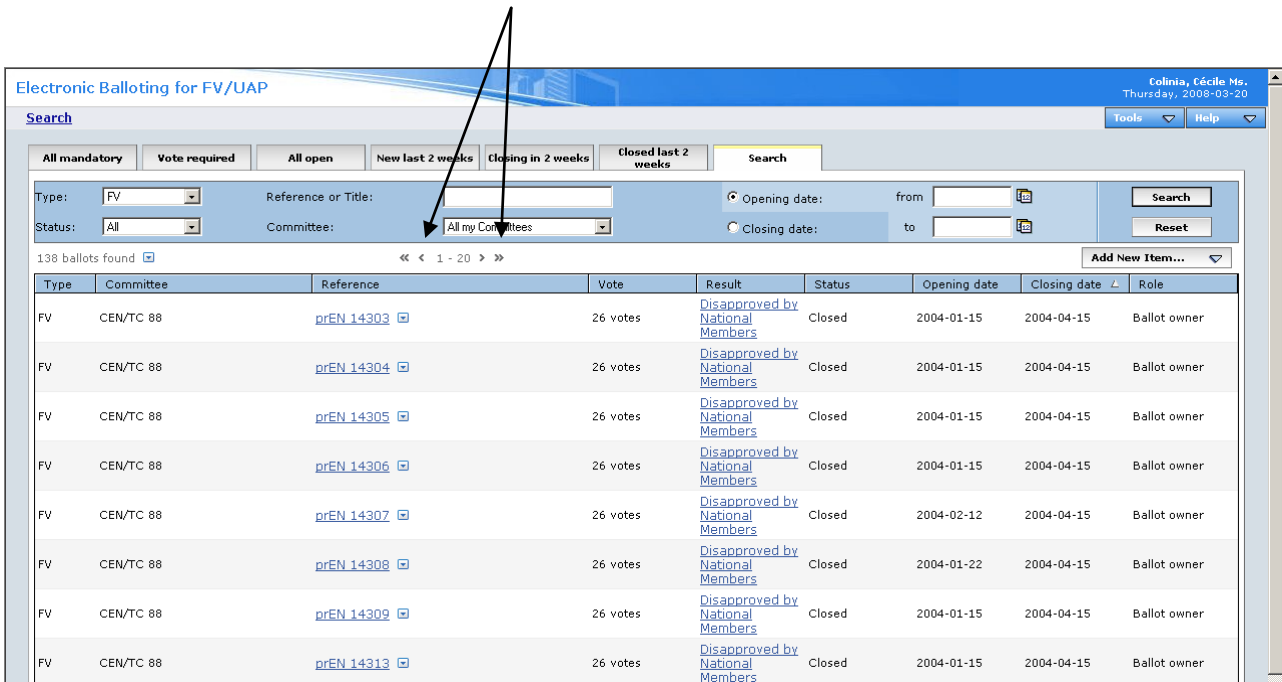 Electronic Balloting for FV/UAP
Colinia, Cécile Ms.
Thursday, 2008-03-20
Search
Tools Help
All mandatory Vote required All open New last 2 weeks Closing in 2 weeks Closed last 2 weeks Search
Type: FV Reference or Title: Opening date: from Search
Status: All Committee: All my Committees Closing date: to Reset
138 ballots found « < 1 - 20 > » Add New Item...
Type Committee Reference Vote Result Status Opening date Closing date Role
FV CEN/TC 88 prEN 14303 26 votes Disapproved by National Members Closed 2004-01-15 2004-04-15 Ballot owner
FV CEN/TC 88 prEN 14304 26 votes Disapproved by National Members Closed 2004-01-15 2004-04-15 Ballot owner
FV CEN/TC 88 prEN 14305 26 votes Disapproved by National Members Closed 2004-01-15 2004-04-15 Ballot owner
FV CEN/TC 88 prEN 14306 26 votes Disapproved by National Members Closed 2004-01-15 2004-04-15 Ballot owner
FV CEN/TC 88 prEN 14307 26 votes Disapproved by National Members Closed 2004-02-12 2004-04-15 Ballot owner
FV CEN/TC 88 prEN 14308 26 votes Disapproved by National Members Closed 2004-01-22 2004-04-15 Ballot owner
FV CEN/TC 88 prEN 14309 26 votes Disapproved by National Members Closed 2004-01-15 2004-04-15 Ballot owner
FV CEN/TC 88 prEN 14313 26 votes Disapproved by National Members Closed 2004-01-15 2004-04-15 Ballot owner